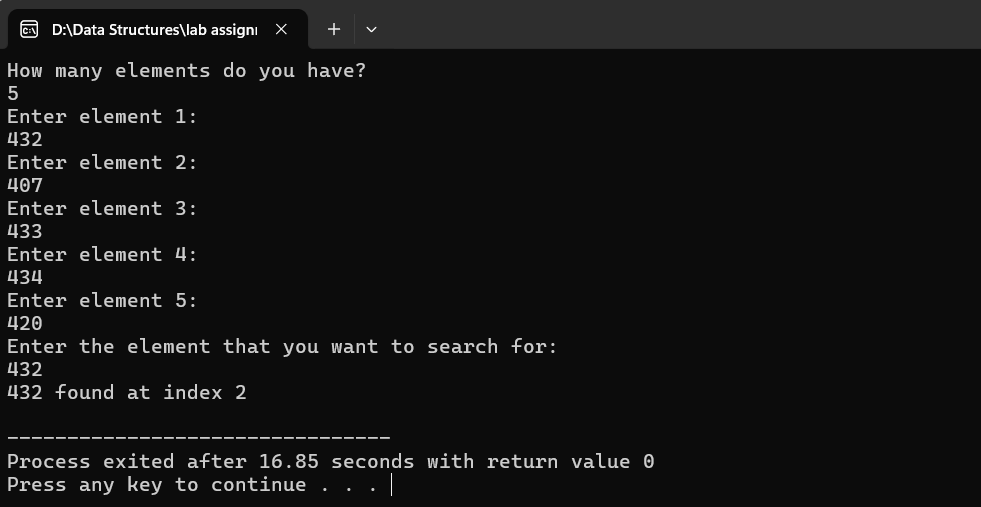 D:\Data Structures\lab assign
How many elements do you have?
5
Enter element 1:
432
Enter element 2:
407
Enter element 3:
433
Enter element 4:
434
Enter element 5:
420
Enter the element that you want to search for:
432
432 found at index 2
--------------------------------
Process exited after 16.85 seconds with return value 0
Press any key to continue . . .